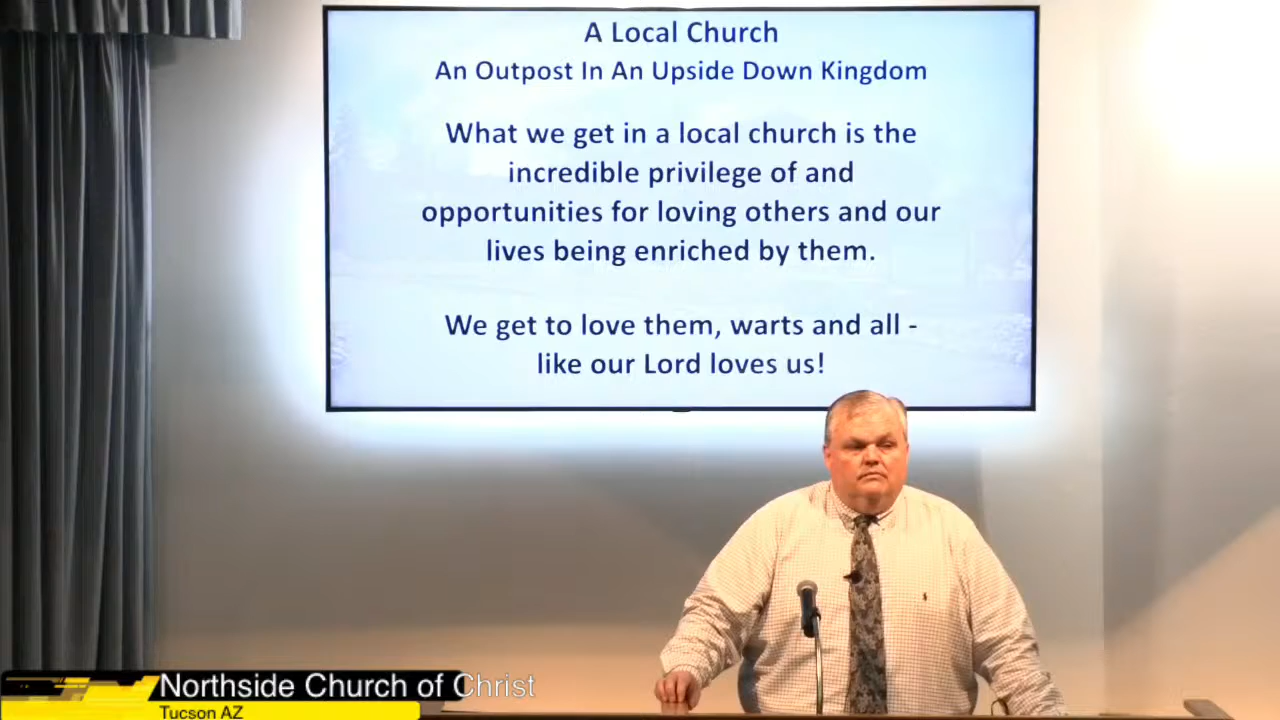 A Local Church
An Outpost In An Upside Down Kingdom
What we get in a local church is the
incredible privilege of and
opportunities for loving others and our
lives being enriched by them.
We get to love them, warts and all -
like our Lord loves us!
Northside Church of Christ
Tucson AZ